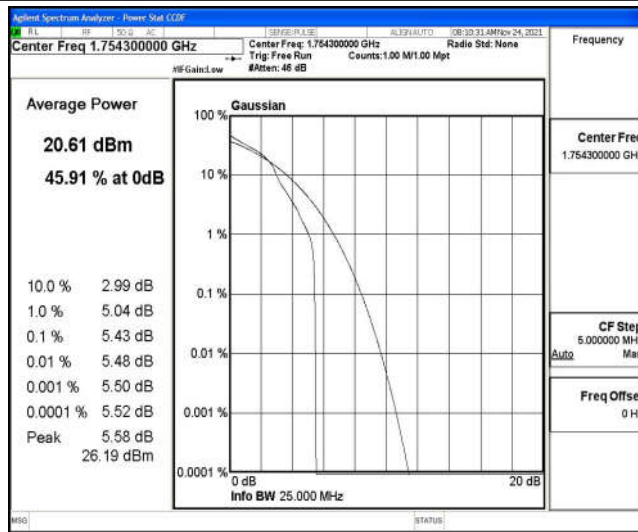 Agilent Spectrum Analyzer - Power Stat CCDF
RL RF 50 Ω AC SENSE:PULSE ALIGN AUTO 08:10:31 AM Nov 24, 2021
Center Freq 1.754300000 GHz
Center Freq: 1.754300000 GHz Radio Std: None
Trig: Free Run Counts:1.00 M/1.00 Mpt
#IFGain:Low #Atten: 46 dB
Frequency
Average Power
20.61 dBm
45.91 % at 0dB
10.0 % 2.99 dB
1.0 % 5.04 dB
0.1 % 5.43 dB
0.01 % 5.48 dB
0.001 % 5.50 dB
0.0001 % 5.52 dB
Peak 5.58 dB
26.19 dBm
Gaussian
100 %
10 %
1 %
0.1 %
0.01 %
0.001 %
0.0001 %
0 dB 20 dB
Info BW 25.000 MHz
Center Fre
1.754300000 GH
CF Step
5.000000 MH
Auto Ma
Freq Offse
0 H
MSG STATUS